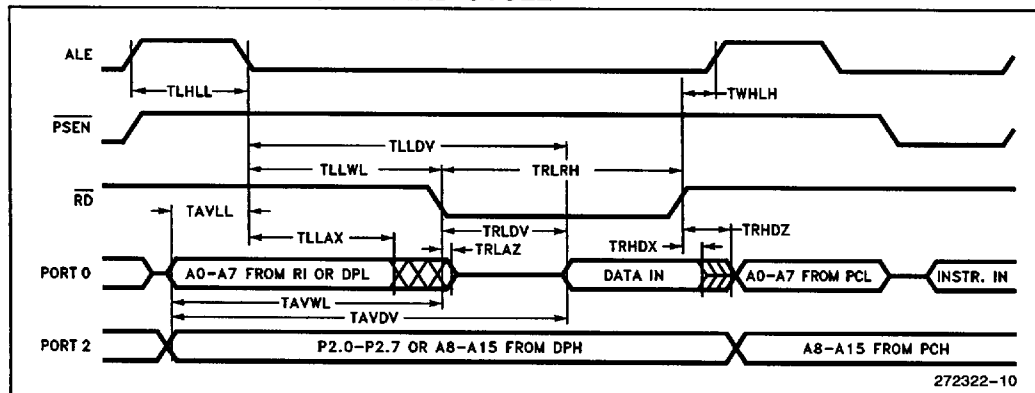 ALE
TLHLL
TWHLH
PSEN
TLLDV
TLLWL
TRLRH
RD
TAVLL
TRLDV
TRHDZ
TLLAX
TRLAZ
TRHDX
PORT 0
A0-A7 FROM RI OR DPL
DATA IN
A0-A7 FROM PCL
INSTR. IN
TAVWL
TAVDV
PORT 2
P2.0-P2.7 OR A8-A15 FROM DPH
A8-A15 FROM PCH
272322-10